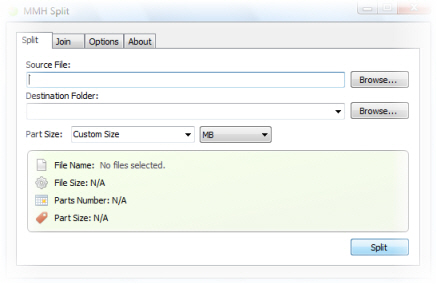 MMH Split
Split Join Options About
Source File:
Browse...
Destination Folder:
Browse...
Part Size: Custom Size MB
File Name: No files selected.
File Size: N/A
Parts Number: N/A
Part Size: N/A
Split